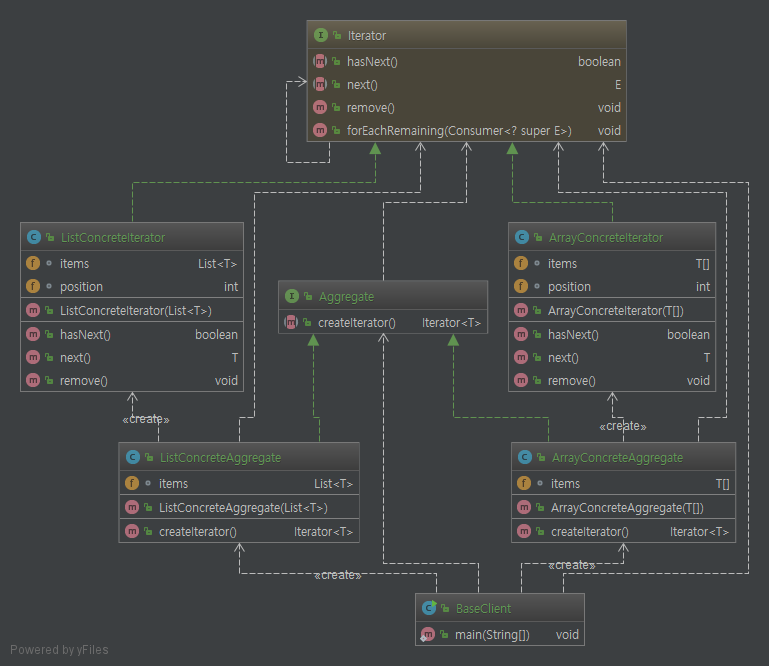 Iterator
hasNext() boolean
next() E
remove() void
forEachRemaining(Consumer<? super E>) void
ListConcreteIterator
items List<T>
position int
ListConcreteIterator(List<T>)
hasNext() boolean
next() T
remove() void
Aggregate
createIterator() Iterator<T>
ArrayConcreteIterator
items T[]
position int
ArrayConcreteIterator(T[])
hasNext() boolean
next() T
remove() void
«create»
«create»
ListConcreteAggregate
items List<T>
ListConcreteAggregate(List<T>)
createIterator() Iterator<T>
ArrayConcreteAggregate
items T[]
ArrayConcreteAggregate(T[])
createIterator() Iterator<T>
«create»
«create»
BaseClient
main(String[]) void
Powered by yFiles